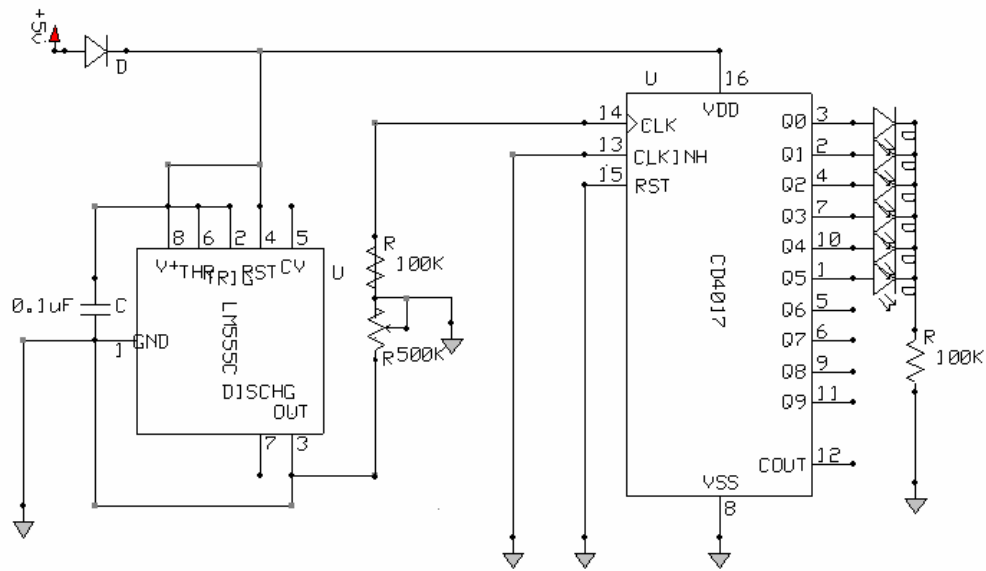 +5V
D
U
16
VDD
14
CLK
13
CLKINH
15
RST
Q0
3
Q1
2
Q2
4
Q3
7
Q4
10
Q5
1
Q6
5
Q7
6
Q8
9
Q9
11
COUT
12
VSS
8
CD4017
D
D
D
D
D
D
R
100K
8
6
2
4
5
V+
THR
TRIG
RST
CV
U
LM555C
0.1uF
C
1
GND
DISCHG
OUT
7
3
R
100K
R
500K